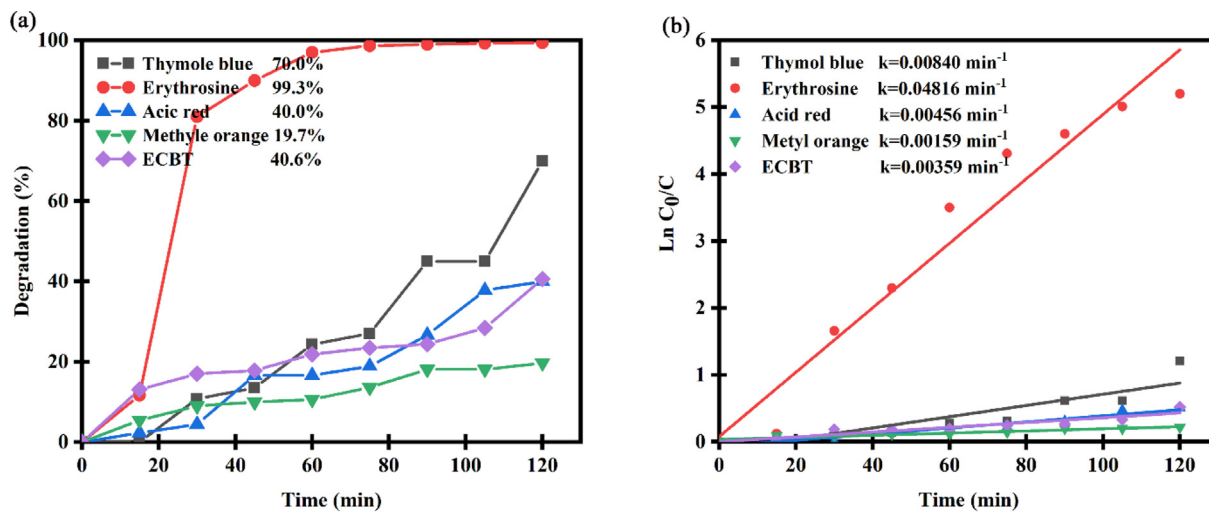 (a)
100
80
60
40
20
0
Degradation (%)
Thymole blue 70.0%
Erythrosine 99.3%
Acic red 40.0%
Methyle orange 19.7%
ECBT 40.6%
0 20 40 60 80 100 120
Time (min)
(b)
6
5
4
3
2
1
0
Ln C0/C
Thymol blue k=0.00840 min-1
Erythrosine k=0.04816 min-1
Acid red k=0.00456 min-1
Metyl orange k=0.00159 min-1
ECBT k=0.00359 min-1
0 20 40 60 80 100 120
Time (min)